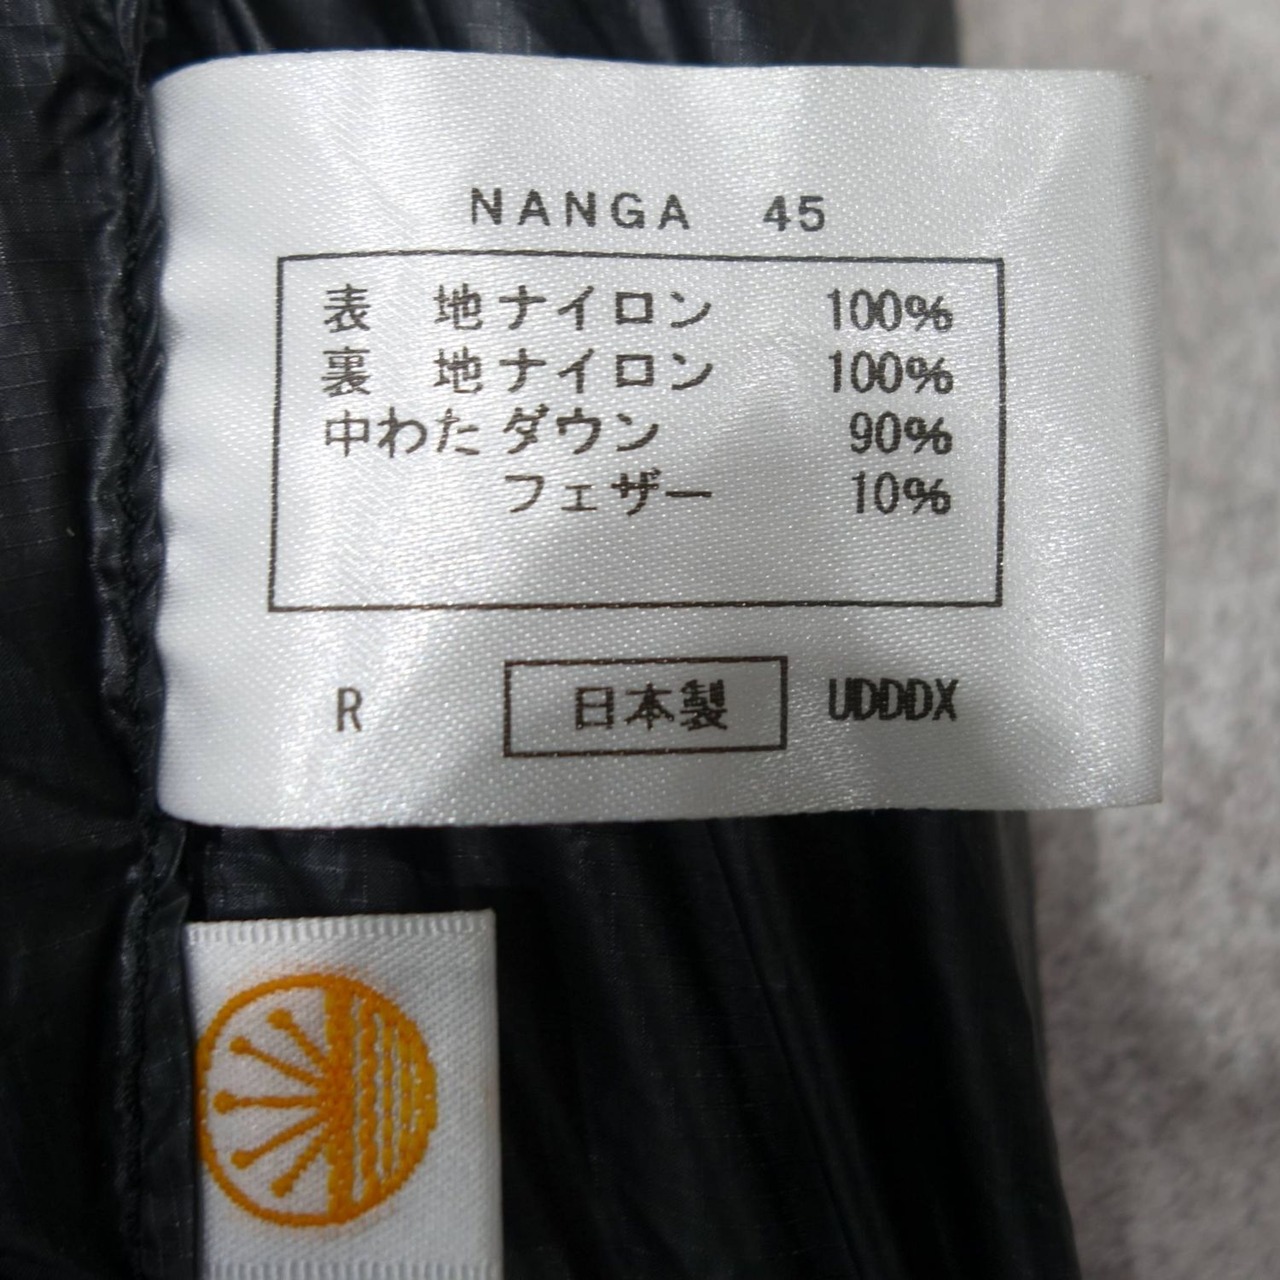 NANGA 45
表 地ナイロン 100%
裏 地ナイロン 100%
中わたダウン 90%
フェザー 10%
R 日本製 UDDDX